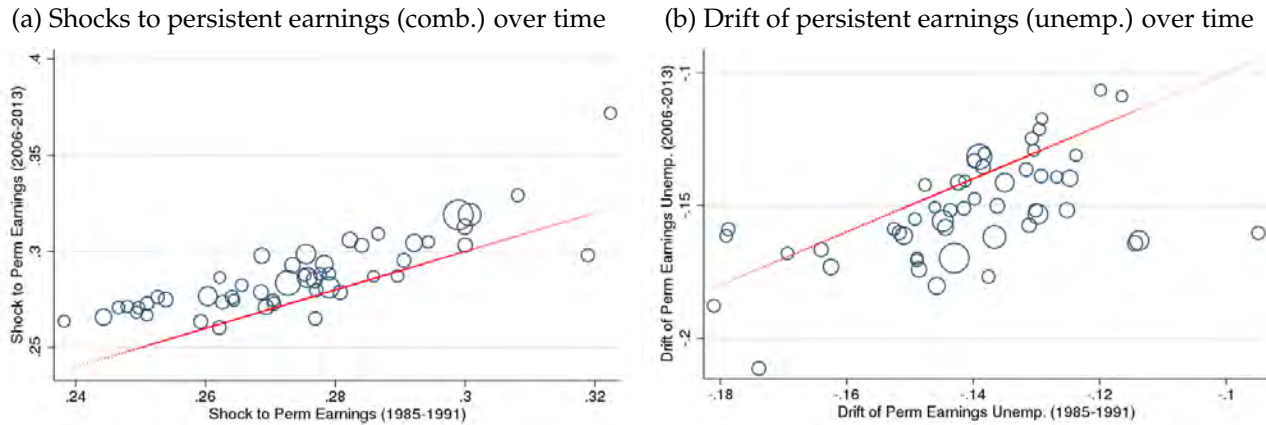 (a) Shocks to persistent earnings (comb.) over time
Shock to Perm Earnings (2006-2013)
.4
.35
.3
.25
.24
.26
.28
.3
.32
Shock to Perm Earnings (1985-1991)
(b) Drift of persistent earnings (unemp.) over time
Drift of Perm Earnings Unemp. (2006-2013)
-.1
-.15
-.2
-.18
-.16
-.14
-.12
-.1
Drift of Perm Earnings Unemp. (1985-1991)